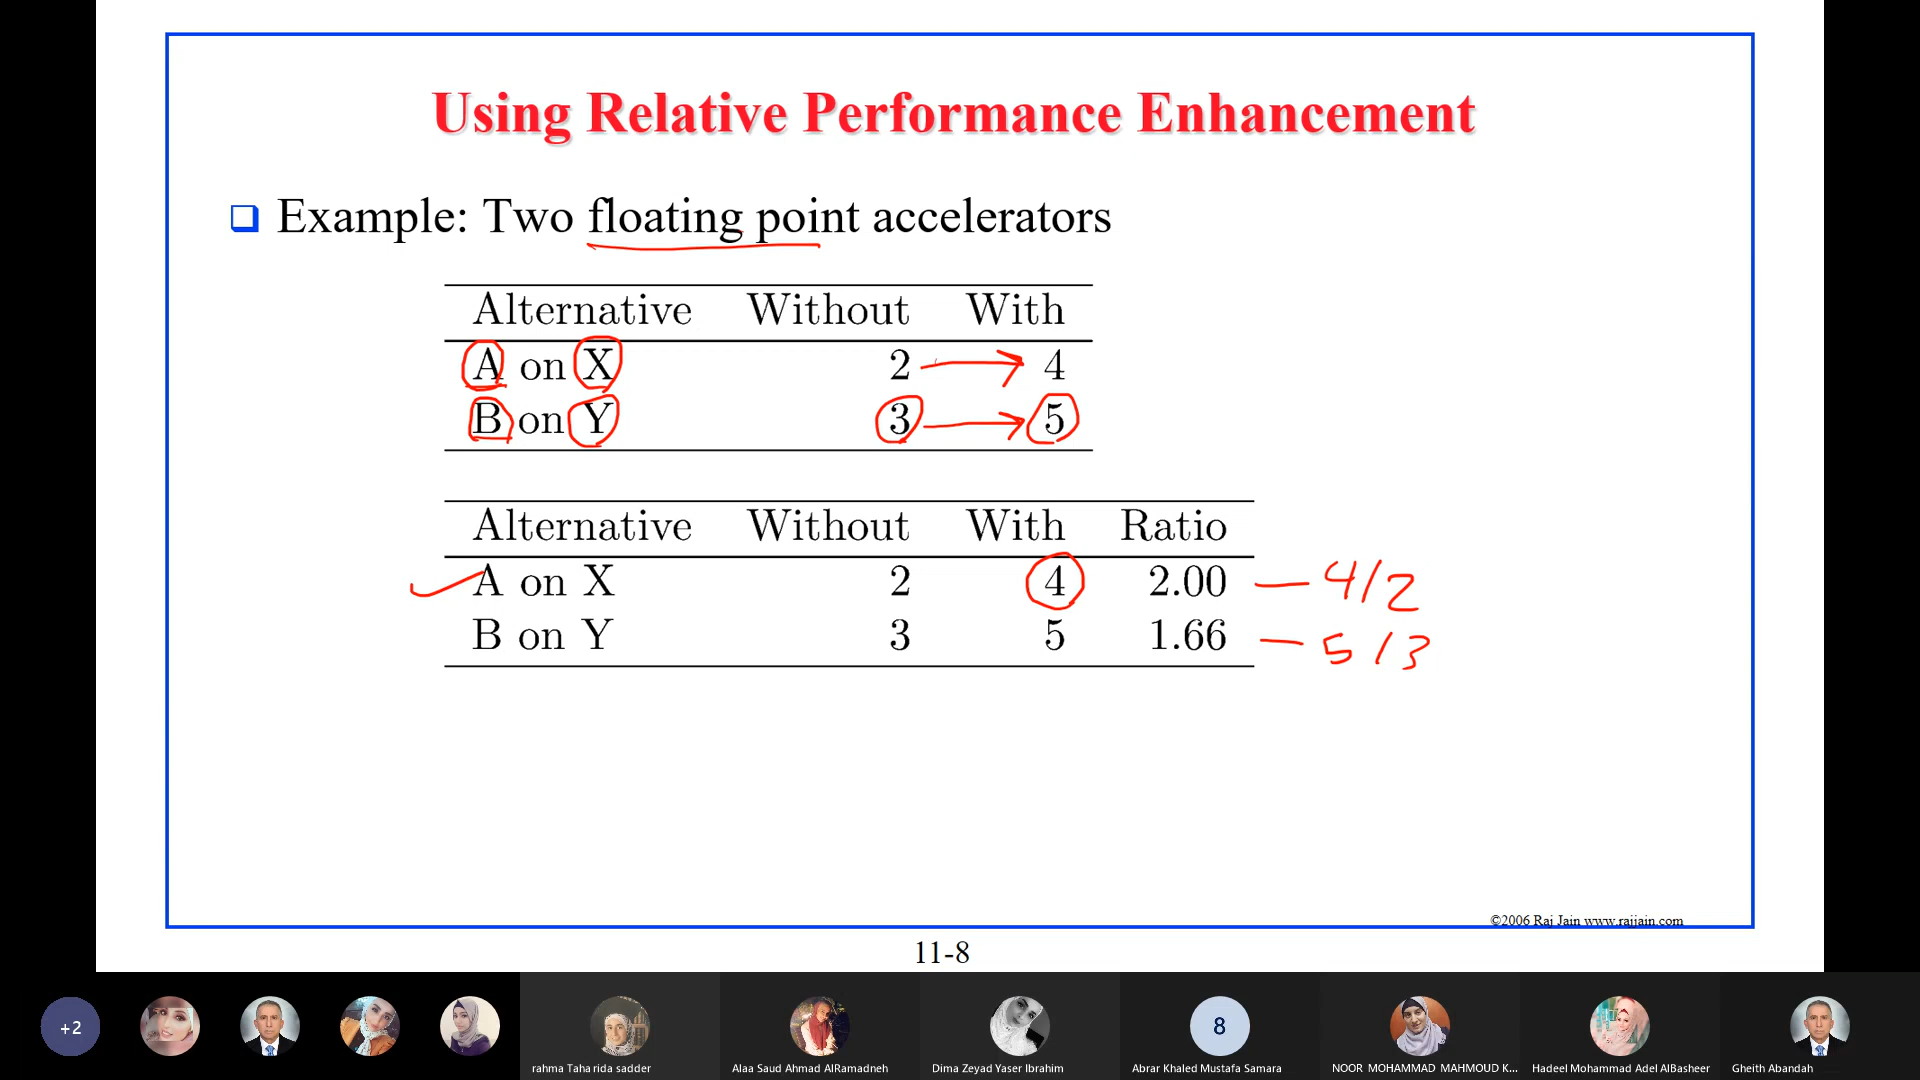 Using Relative Performance Enhancement
Example: Two floating point accelerators
Alternative Without With
A on X 2 4
B on Y 3 5
Alternative Without With Ratio
A on X 2 4 2.00 — 4/2
B on Y 3 5 1.66 — 5/3
©2006 Raj Jain www.rajjain.com
11-8
+2
8
rahma Taha rida sadder
Alaa Saud Ahmad AlRamadneh
Dima Zeyad Yaser Ibrahim
Abrar Khaled Mustafa Samara
NOOR MOHAMMAD MAHMOUD K...
Hadeel Mohammad Adel AlBasheer
Gheith Abandah